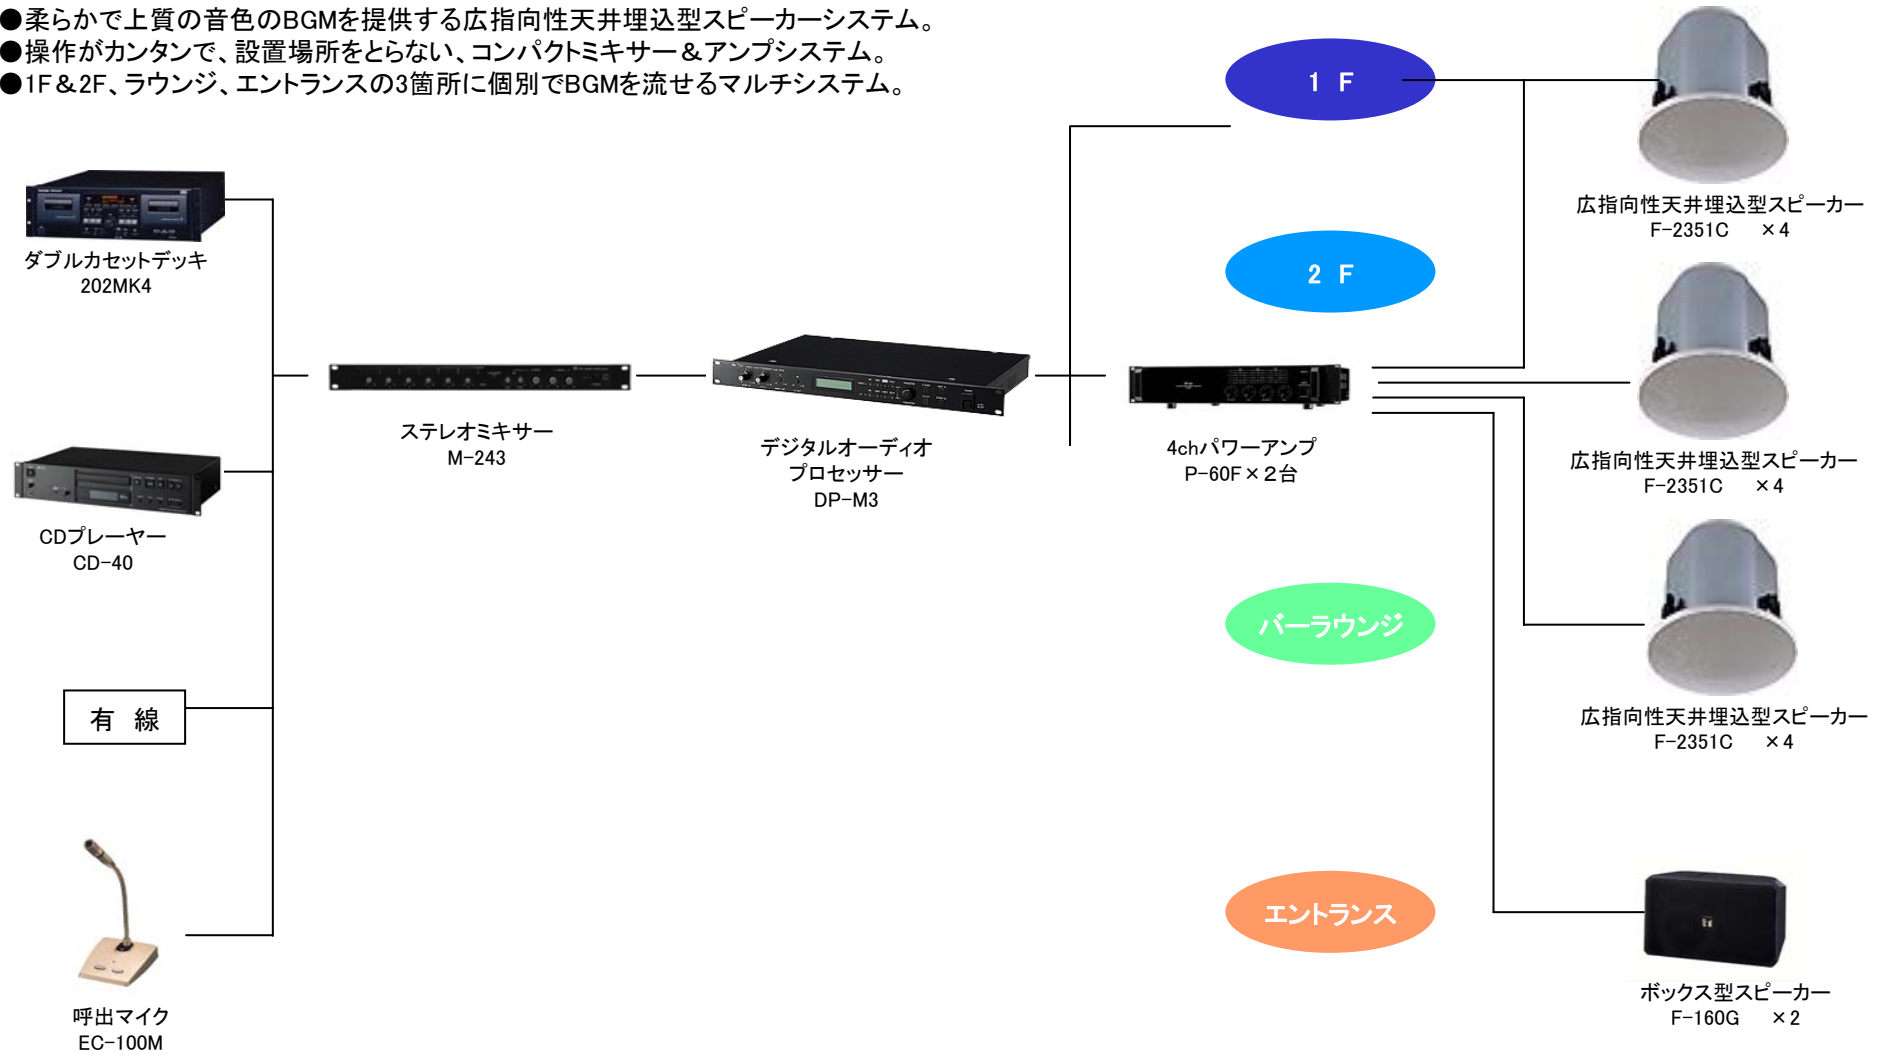 ●柔らかで上質の音色のBGMを提供する広指向性天井埋込型スピーカーシステム。
●操作がカンタンで、設置場所をとらない、コンパクトミキサー＆アンプシステム。
●1F＆2F、ラウンジ、エントランスの3箇所に個別でBGMを流せるマルチシステム。
1 F
広指向性天井埋込型スピーカー
F-2351C ×4
ダブルカセットデッキ
202MK4
2 F
広指向性天井埋込型スピーカー
F-2351C ×4
ステレオミキサー
M-243
デジタルオーディオ
プロセッサー
DP-M3
4chパワーアンプ
P-60F×2台
CDプレーヤー
CD-40
バーラウンジ
広指向性天井埋込型スピーカー
F-2351C ×4
有 線
エントランス
ボックス型スピーカー
F-160G ×2
呼出マイク
EC-100M